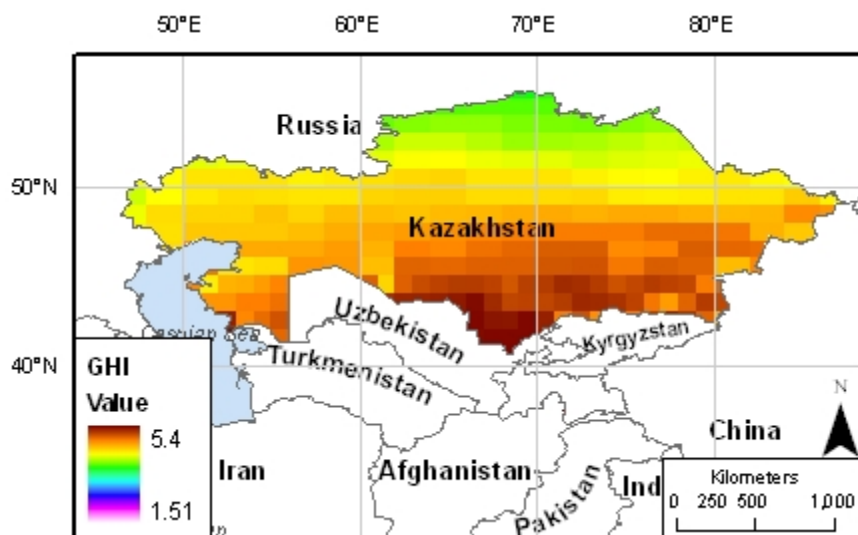 50°E 60°E 70°E 80°E
Russia
50°N
Kazakhstan
Uzbekistan
Kyrgyzstan
Sea
Turkmenistan
40°N
GHI
Value
5.4
1.51
N
China
Iran
Afghanistan
Pakistan
Ind
Kilometers
0 250 500 1,000